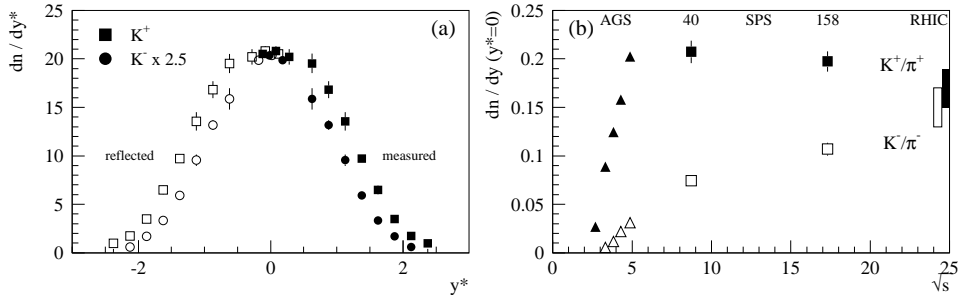 (a)
K⁺
K⁻ x 2.5
reflected
measured
dn / dy*
25
20
15
10
5
0
-2
0
2
y*
(b)
AGS
40
SPS
158
RHIC
K⁺/π⁺
K⁻/π⁻
dn / dy (y*=0)
0.25
0.2
0.15
0.1
0.05
0
0
5
10
15
20
25
√s